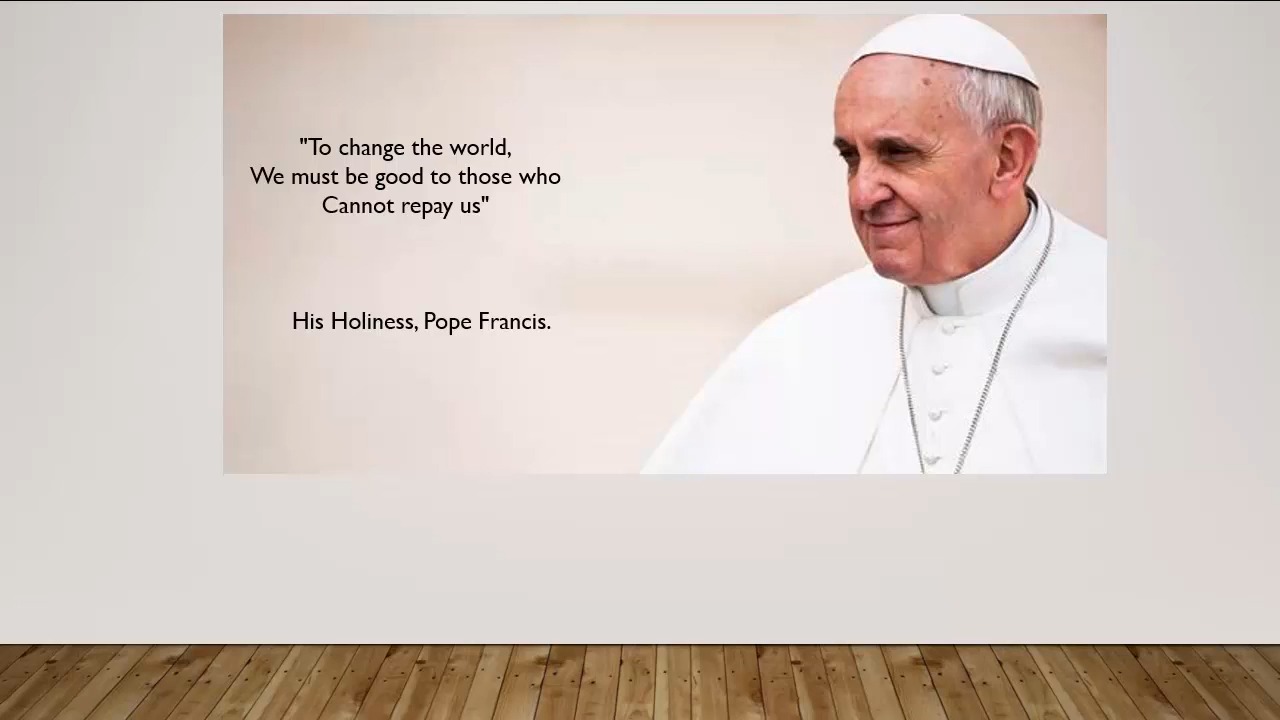 "To change the world,
We must be good to those who
Cannot repay us"
His Holiness, Pope Francis.